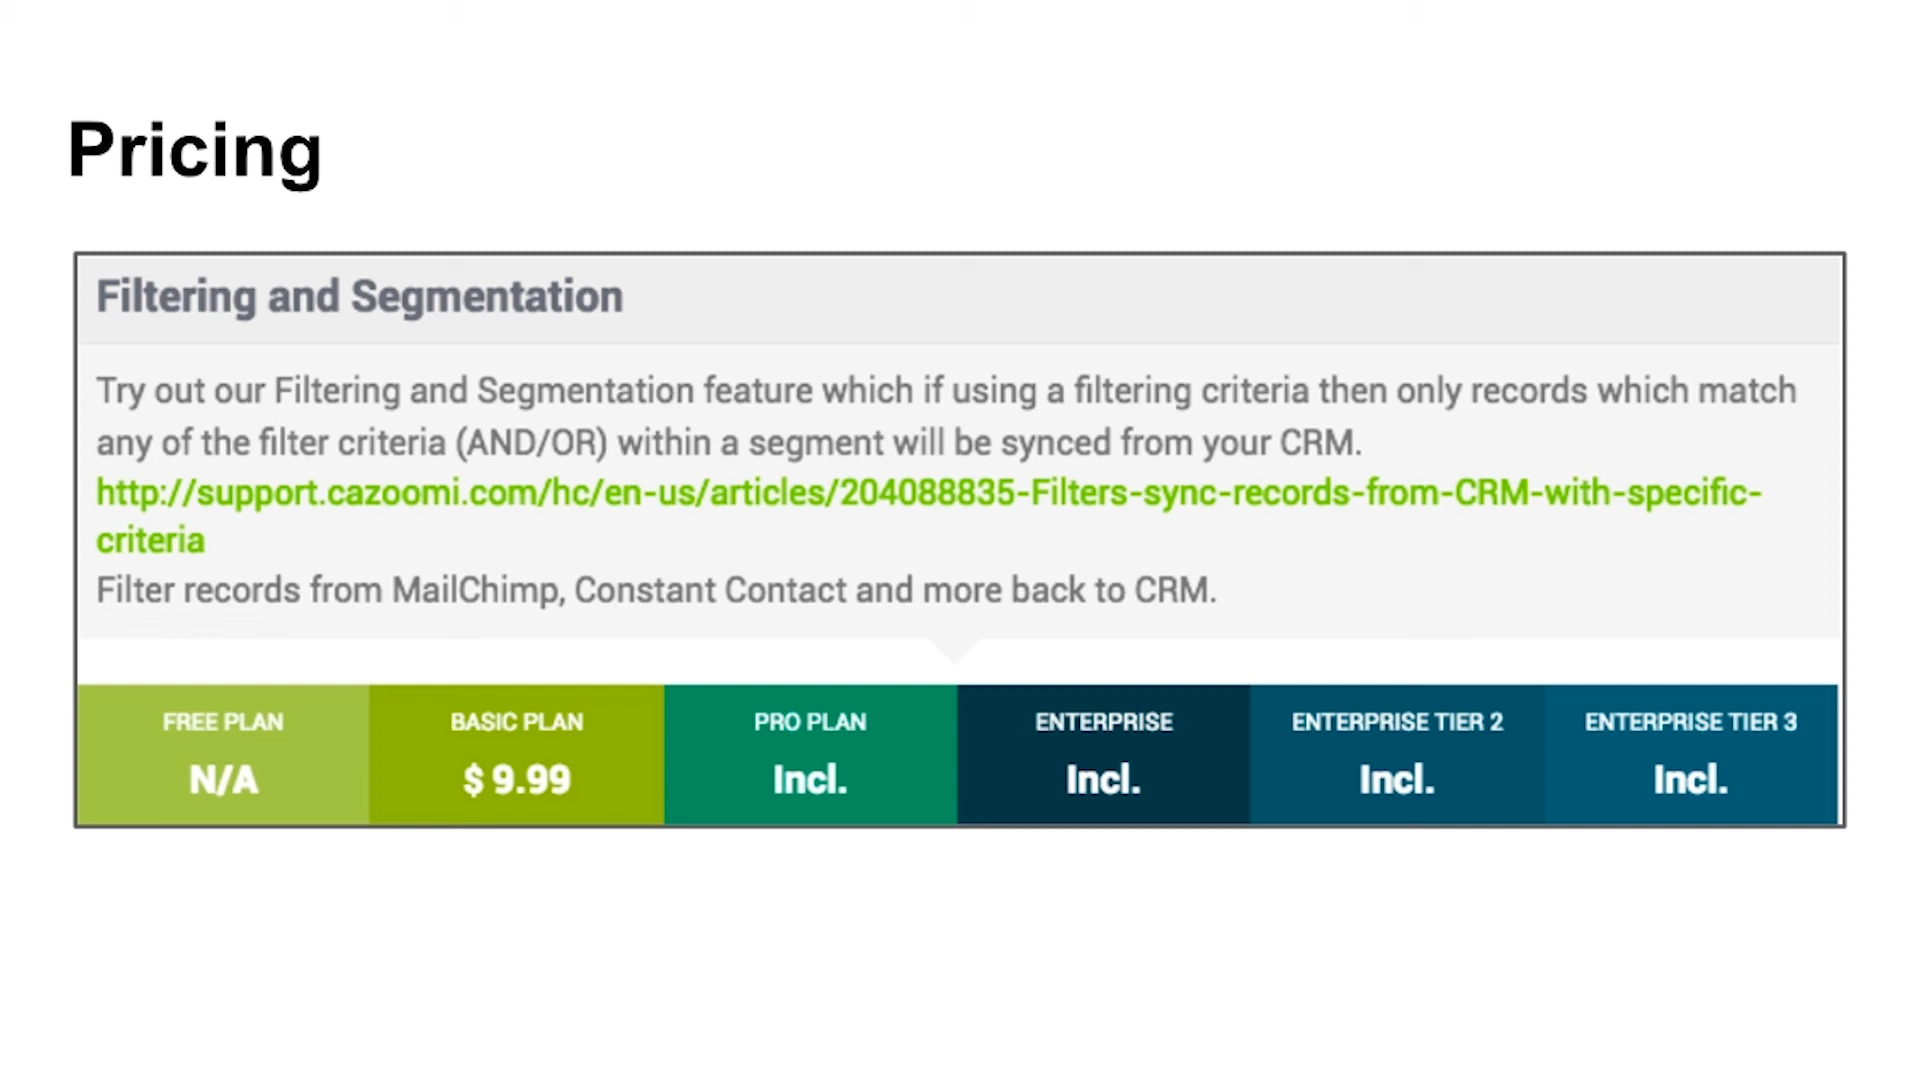 Pricing
Filtering and Segmentation
Try out our Filtering and Segmentation feature which if using a filtering criteria then only records which match
any of the filter criteria (AND/OR) within a segment will be synced from your CRM.
http://support.cazoomi.com/hc/en-us/articles/204088835-Filters-sync-records-from-CRM-with-specific-
criteria
Filter records from MailChimp, Constant Contact and more back to CRM.
FREE PLAN BASIC PLAN PRO PLAN ENTERPRISE ENTERPRISE TIER 2 ENTERPRISE TIER 3
N/A $ 9.99 Incl. Incl. Incl. Incl.